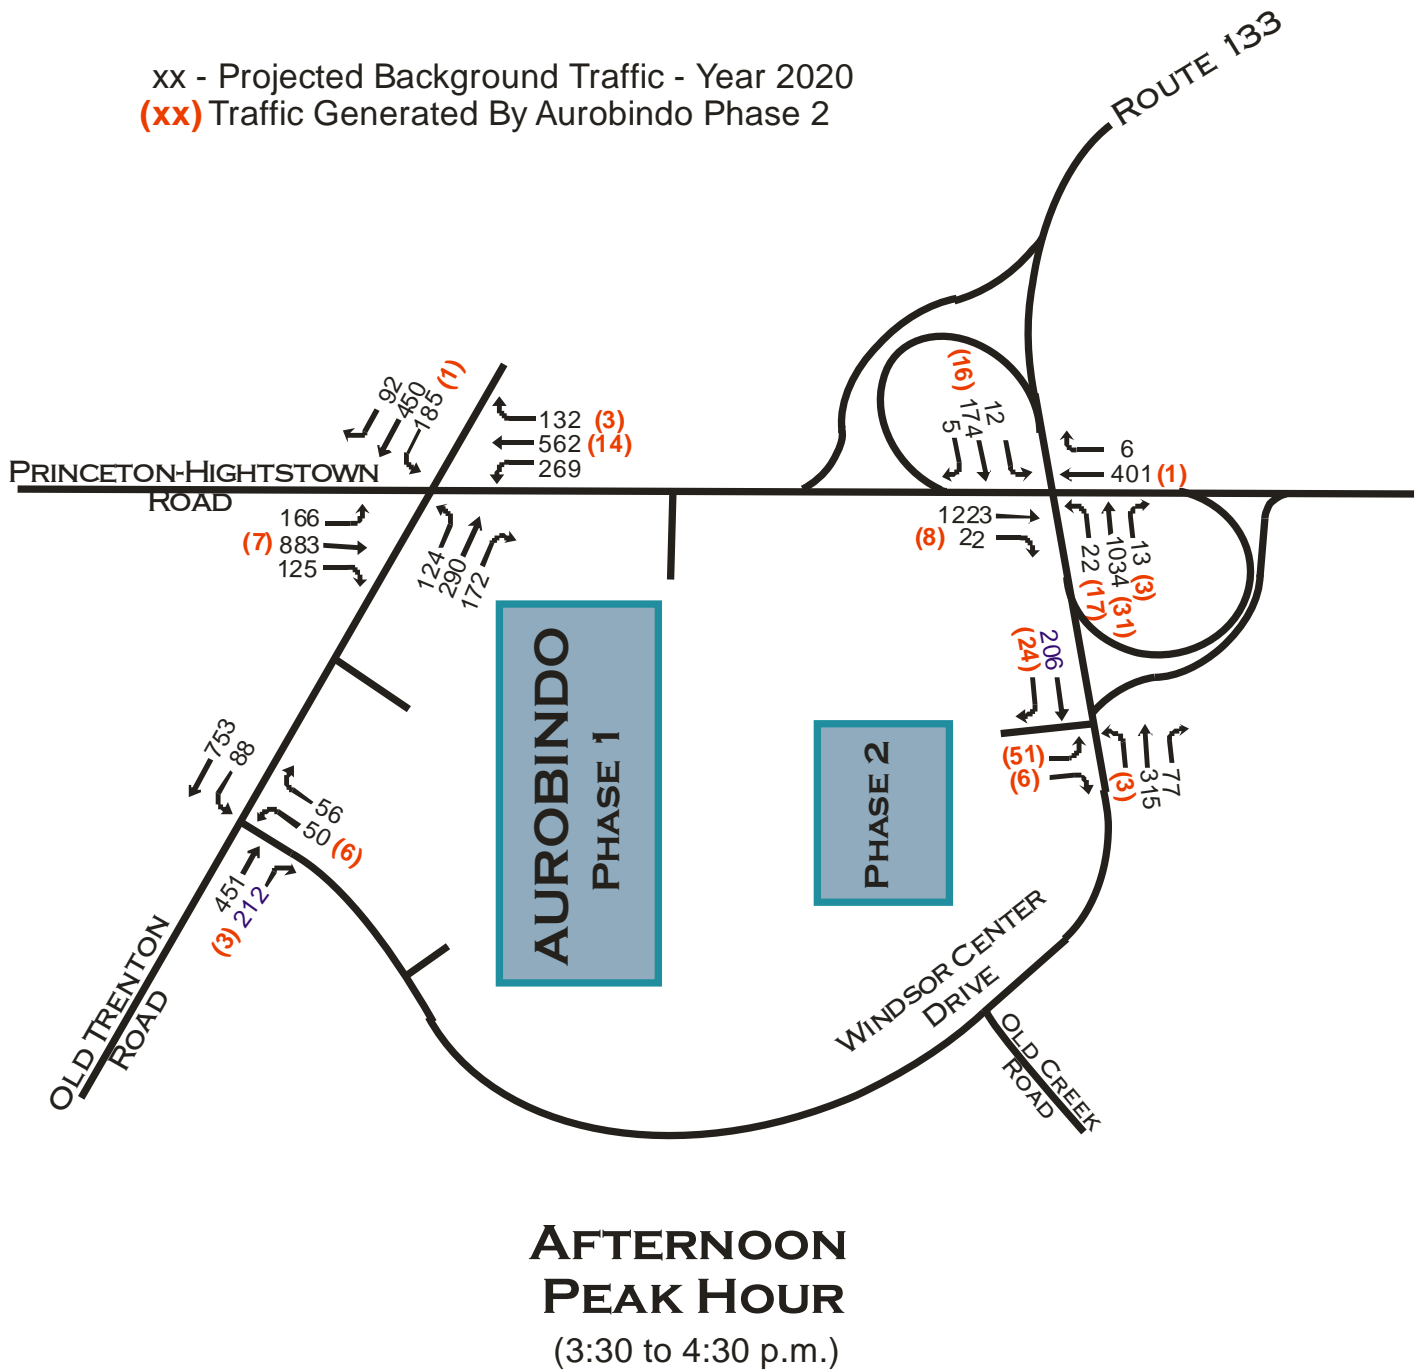 xx - Projected Background Traffic - Year 2020
(xx) Traffic Generated By Aurobindo Phase 2
ROUTE 133
92
450
185 (1)
132 (3)
562 (14)
269
PRINCETON-HIGHTSTOWN
ROAD
166
(7) 883
125
124
290
172
(16)
5
174
12
6
401 (1)
1223
(8) 22
22 (17)
1034 (31)
13 (3)
(24)
206
(51)
(6)
(3)
315
77
753
88
56
50 (6)
451
(3) 212
AUROBINDO
PHASE 1
PHASE 2
OLD TRENTON
ROAD
WINDSOR CENTER
DRIVE
OLD CREEK
ROAD
AFTERNOON
PEAK HOUR
(3:30 to 4:30 p.m.)